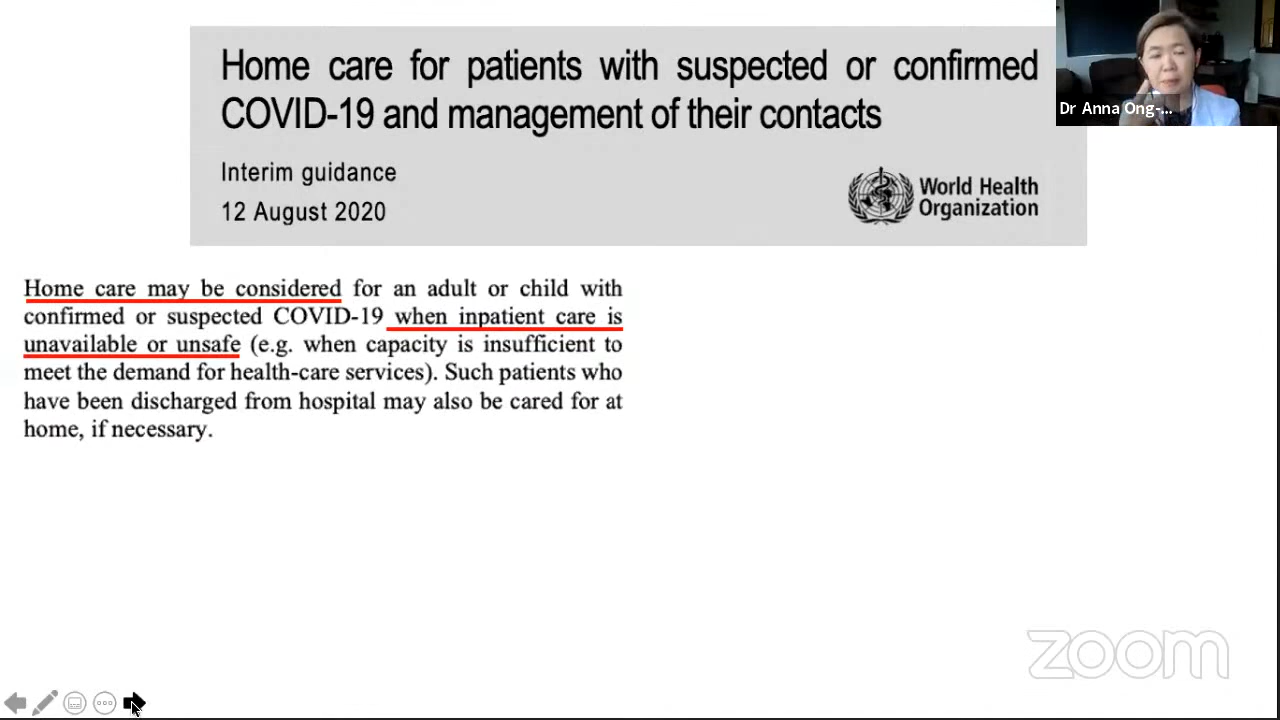 Home care for patients with suspected or confirmed
COVID-19 and management of their contacts
Interim guidance
12 August 2020
World Health
Organization
Dr Anna Ong-...
Home care may be considered for an adult or child with
confirmed or suspected COVID-19 when inpatient care is
unavailable or unsafe (e.g. when capacity is insufficient to
meet the demand for health-care services). Such patients who
have been discharged from hospital may also be cared for at
home, if necessary.
zoom